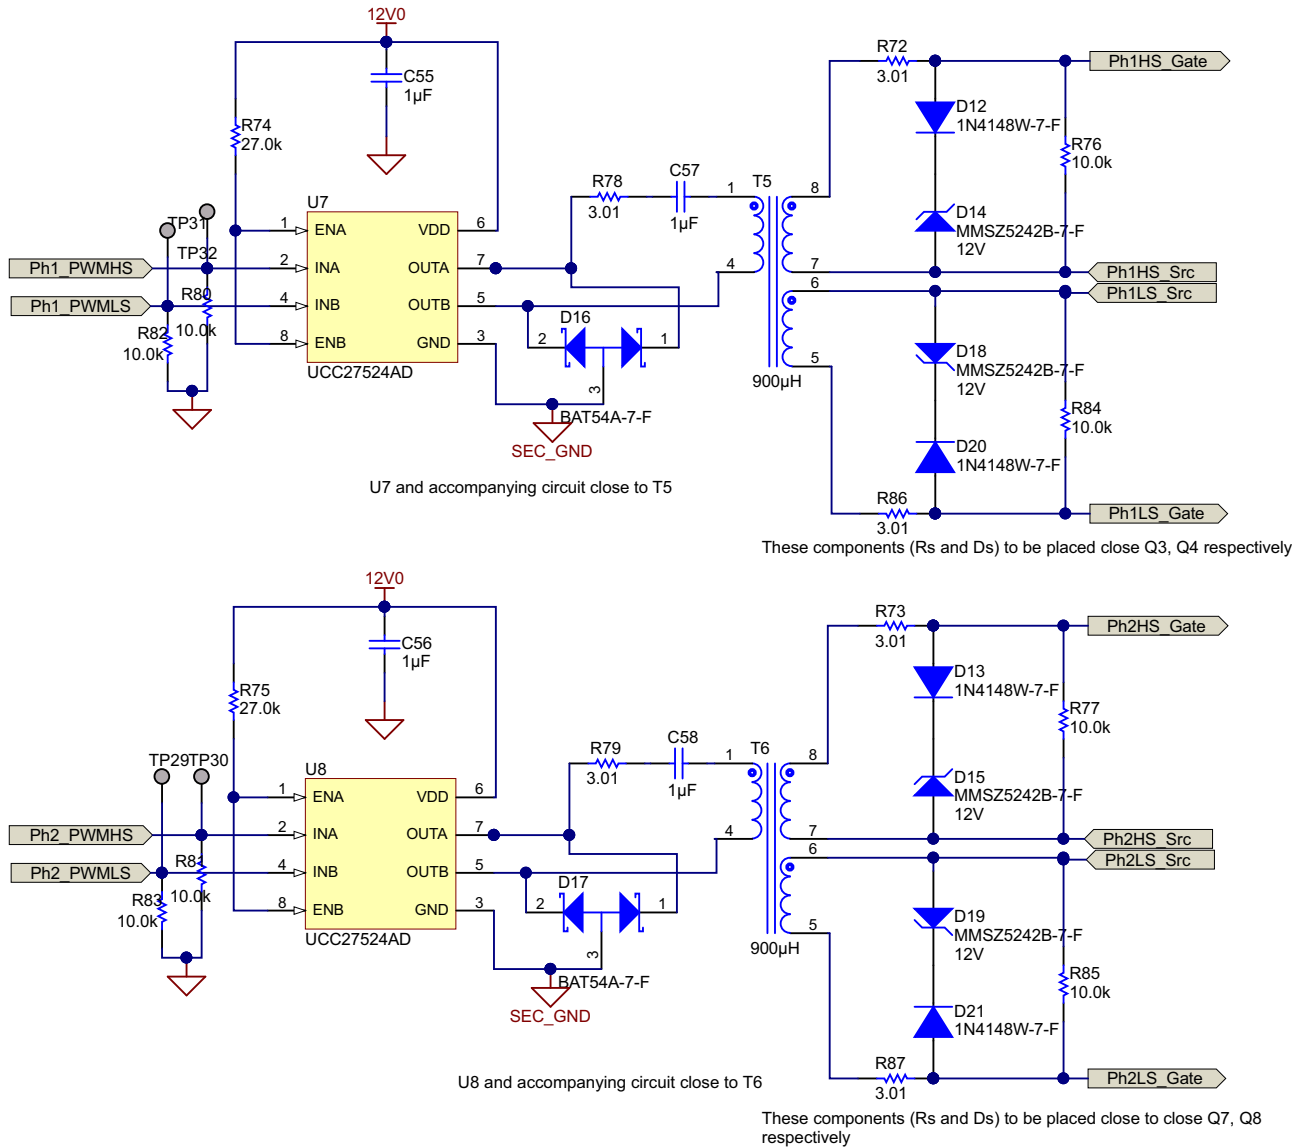 12V0
R72
3.01
Ph1HS_Gate
C55
1µF
D12
1N4148W-7-F
R74
27.0k
R76
10.0k
C57
1µF
R78
3.01
1
T5
8
U7
TP31
TP32
D14
MMSZ5242B-7-F
12V
1 ENA VDD 6
Ph1_PWMHS
2 INA OUTA 7
4
7
Ph1HS_Src
6
Ph1LS_Src
R80
10.0k
Ph1_PWMLS
4 INB OUTB 5
R82
10.0k
D16
2
1
3
8 ENB GND 3
D18
MMSZ5242B-7-F
12V
5
UCC27524AD
900µH
BAT54A-7-F
R84
10.0k
SEC_GND
D20
1N4148W-7-F
U7 and accompanying circuit close to T5
R86
3.01
Ph1LS_Gate
These components (Rs and Ds) to be placed close Q3, Q4 respectively
12V0
R73
3.01
Ph2HS_Gate
C56
1µF
D13
1N4148W-7-F
R75
27.0k
R77
10.0k
C58
1µF
R79
3.01
1
T6
8
TP29
TP30
U8
D15
MMSZ5242B-7-F
12V
1 ENA VDD 6
Ph2_PWMHS
2 INA OUTA 7
4
7
Ph2HS_Src
6
Ph2LS_Src
R81
10.0k
Ph2_PWMLS
4 INB OUTB 5
R83
10.0k
D17
2
1
3
8 ENB GND 3
D19
MMSZ5242B-7-F
12V
5
UCC27524AD
900µH
BAT54A-7-F
R85
10.0k
SEC_GND
D21
1N4148W-7-F
U8 and accompanying circuit close to T6
R87
3.01
Ph2LS_Gate
These components (Rs and Ds) to be placed close to close Q7, Q8
respectively